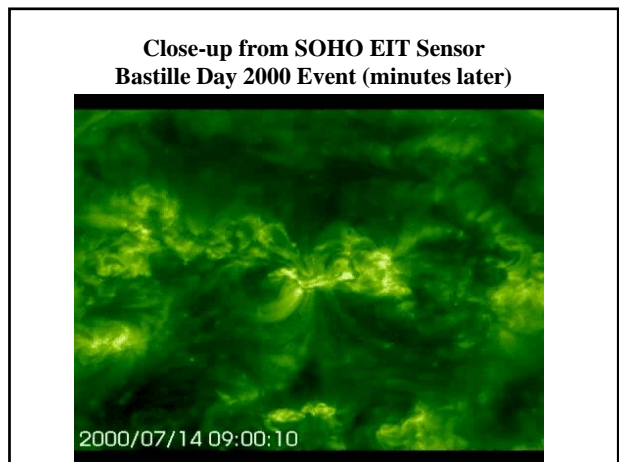 Close-up from SOHO EIT Sensor
Bastille Day 2000 Event (minutes later)
2000/07/14 09:00:10